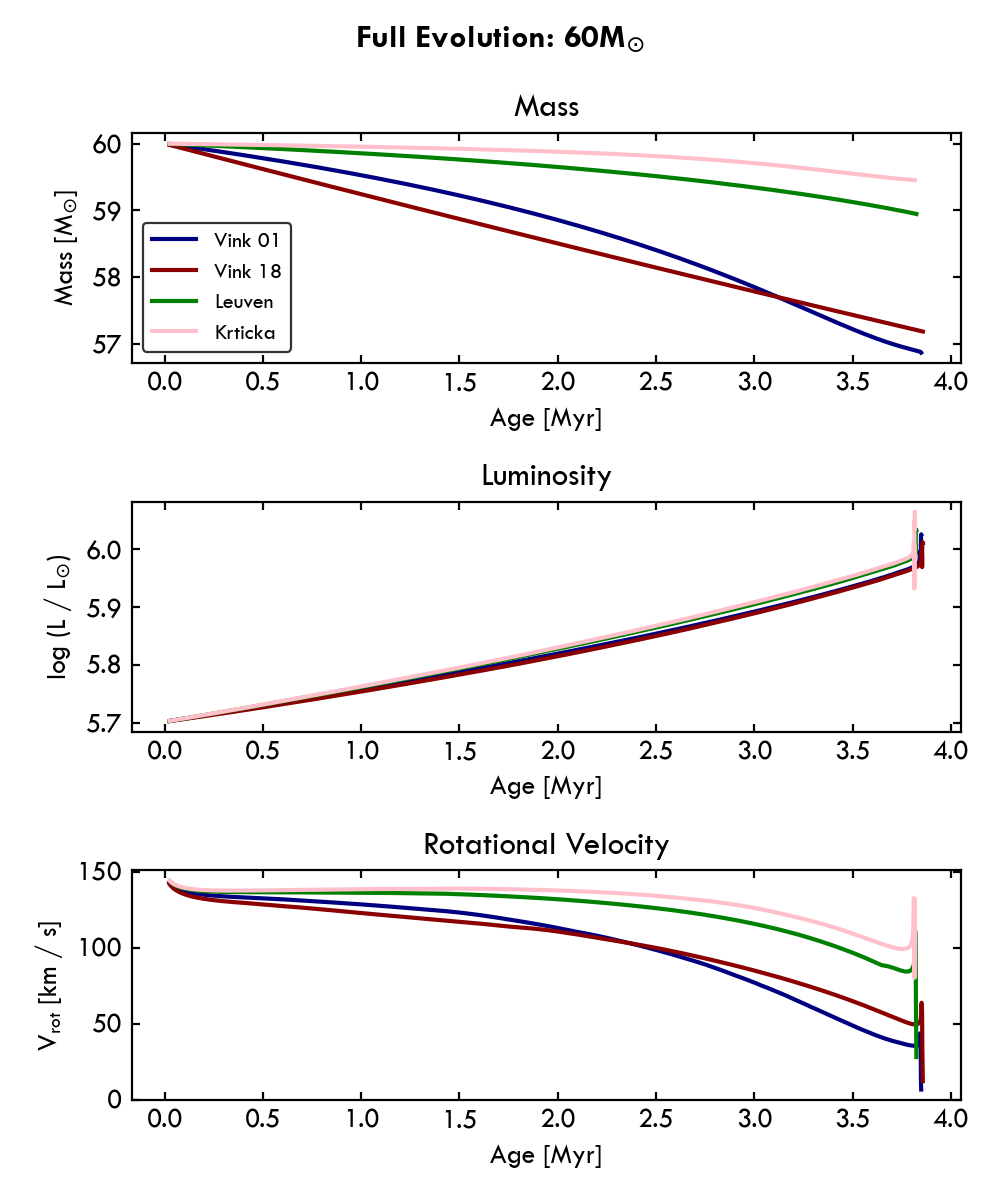 Full Evolution: 60M☉
Mass
60
59
58
57
Mass [M☉]
Vink 01
Vink 18
Leuven
Krticka
0.0 0.5 1.0 1.5 2.0 2.5 3.0 3.5 4.0
Age [Myr]
Luminosity
6.0
5.9
5.8
5.7
log (L / L☉)
0.0 0.5 1.0 1.5 2.0 2.5 3.0 3.5 4.0
Age [Myr]
Rotational Velocity
150
100
50
0
Vrot [km / s]
0.0 0.5 1.0 1.5 2.0 2.5 3.0 3.5 4.0
Age [Myr]